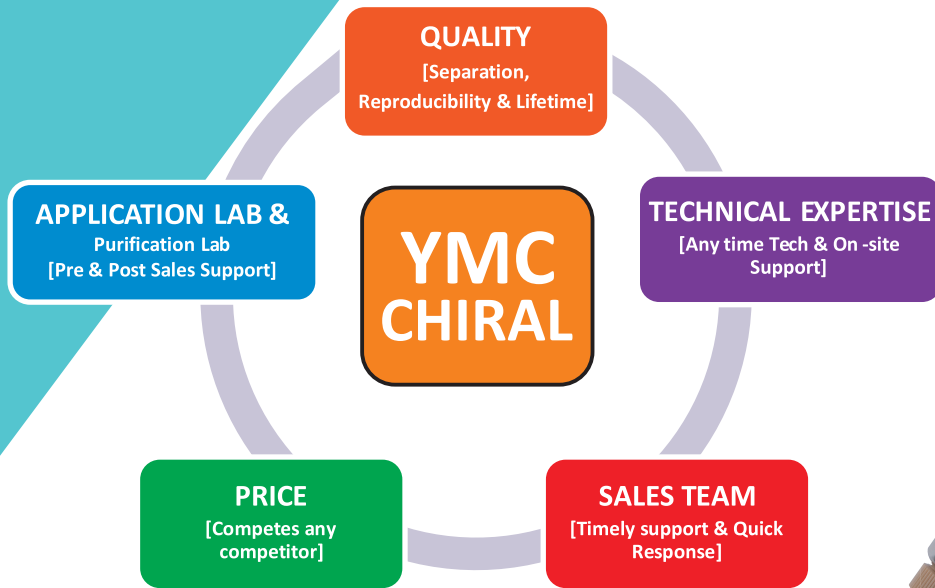 QUALITY
[Separation,
Reproducibility & Lifetime]
APPLICATION LAB &
Purification Lab
[Pre & Post Sales Support]
YMC
CHIRAL
TECHNICAL EXPERTISE
[Any time Tech & On -site
Support]
PRICE
[Competes any
competitor]
SALES TEAM
[Timely support & Quick
Response]